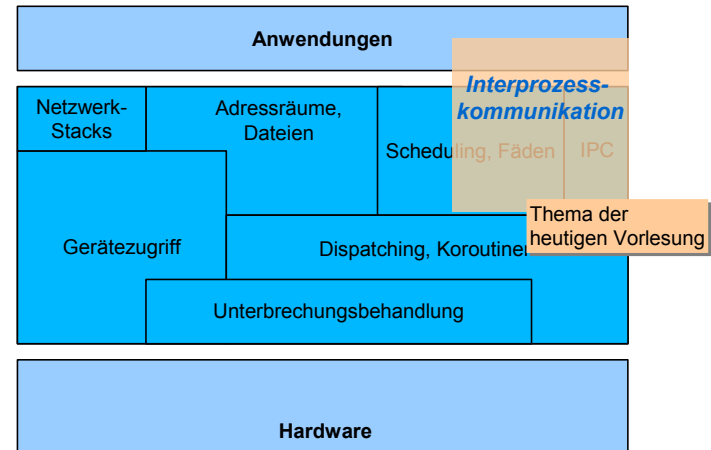 Anwendungen
Interprozess-
kommunikation
Netzwerk-
Stacks
Adressräume,
Dateien
Scheduling, Fäden
IPC
Thema der
heutigen Vorlesung
Gerätezugriff
Dispatching, Koroutinen
Unterbrechungsbehandlung
Hardware